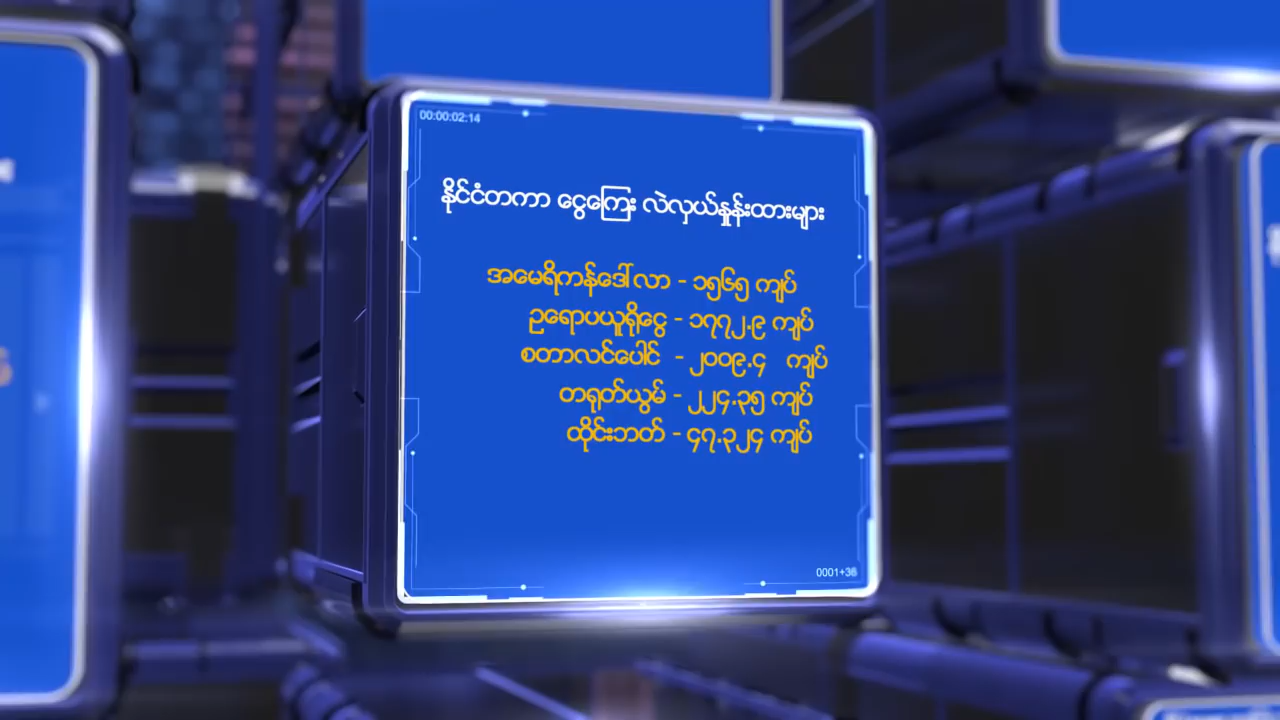 00:00:02:14
နိုင်ငံတကာ ငွေကြေး လဲလှယ်နှုန်းထားများ
အမေရိကန်ဒေါ်လာ - ၁၅၆၅ ကျပ်
ဥရောပယူရိုငွေ - ၁၇၇၂.၉ ကျပ်
စတာလင်ပေါင် - ၂၀၀၉.၄ ကျပ်
တရုတ်ယွမ် - ၂၂၄.၃၅ ကျပ်
ထိုင်းဘတ် - ၄၇.၃၂၄ ကျပ်
0001+36